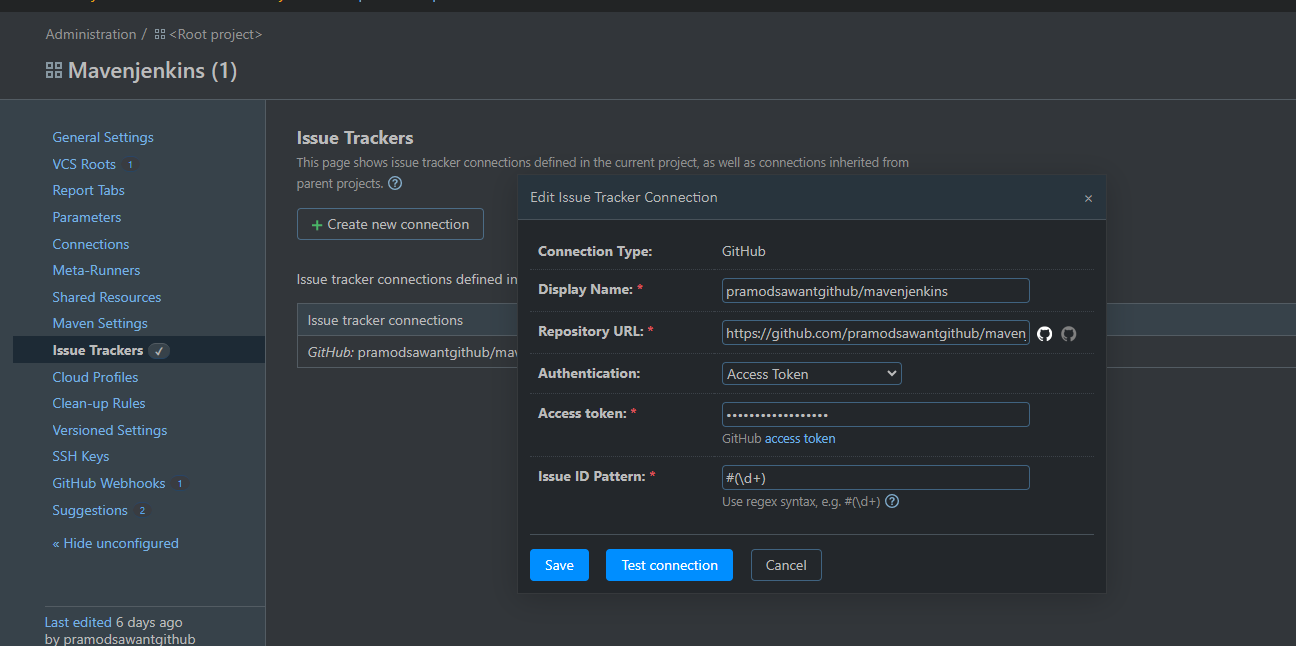 Administration / <Root project>
Mavenjenkins (1)
General Settings
VCS Roots 1
Report Tabs
Parameters
Connections
Meta-Runners
Shared Resources
Maven Settings
Issue Trackers
Cloud Profiles
Clean-up Rules
Versioned Settings
SSH Keys
GitHub Webhooks 1
Suggestions 2
« Hide unconfigured
Last edited 6 days ago
by pramodsawantgithub
Issue Trackers
This page shows issue tracker connections defined in the current project, as well as connections inherited from
parent projects. ?
+ Create new connection
Issue tracker connections defined in
Issue tracker connections
GitHub: pramodsawantgithub/mav
Edit Issue Tracker Connection ×
Connection Type: GitHub
Display Name: * pramodsawantgithub/mavenjenkins
Repository URL: * https://github.com/pramodsawantgithub/maven
Authentication: Access Token
Access token: * ••••••••••••••••••
GitHub access token
Issue ID Pattern: * #(\d+)
Use regex syntax, e.g. #(\d+) ?
Save Test connection Cancel